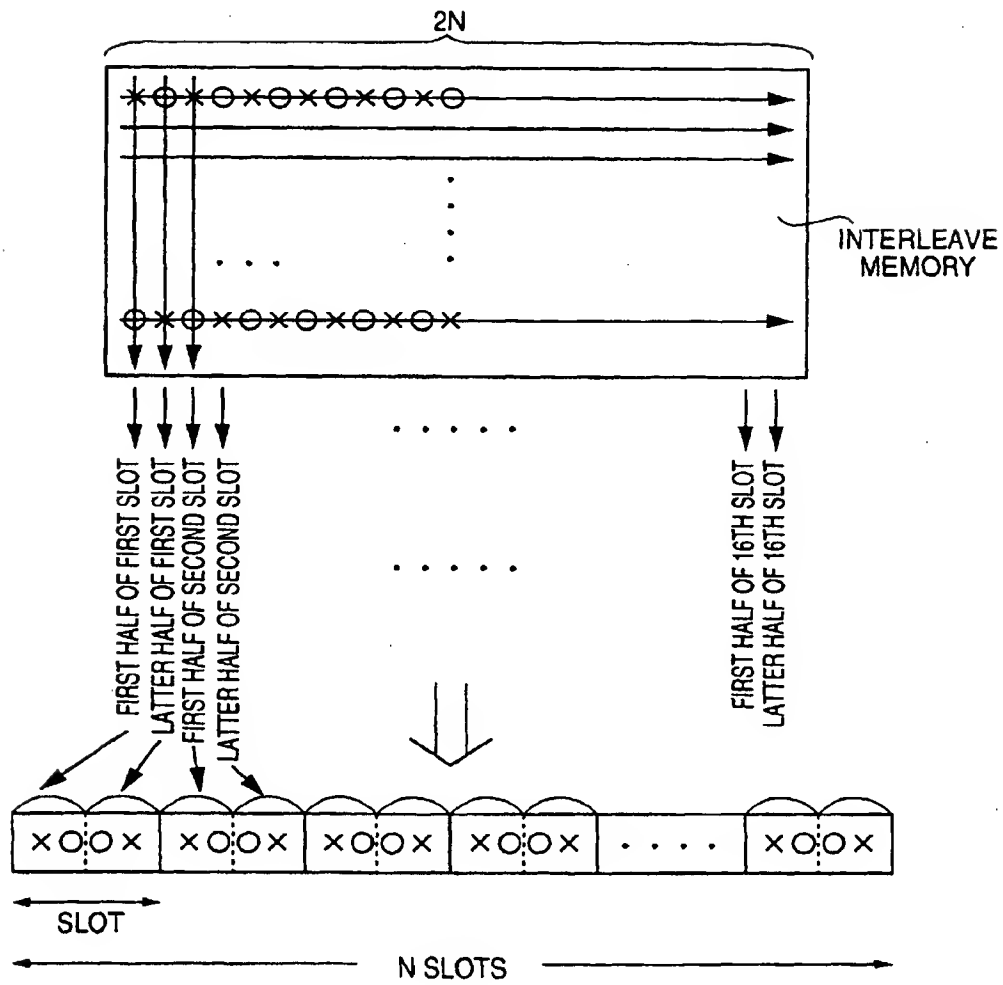 2N
× O × O × O × O × O × O
. . .
O × O × O × O × O × O ×
INTERLEAVE
MEMORY
. . . . .
FIRST HALF OF FIRST SLOT
LATTER HALF OF FIRST SLOT
FIRST HALF OF SECOND SLOT
LATTER HALF OF SECOND SLOT
. . . . .
FIRST HALF OF 16TH SLOT
LATTER HALF OF 16TH SLOT
× O O × × O O × × O O × × O O × . . . . . × O O ×
SLOT
N SLOTS